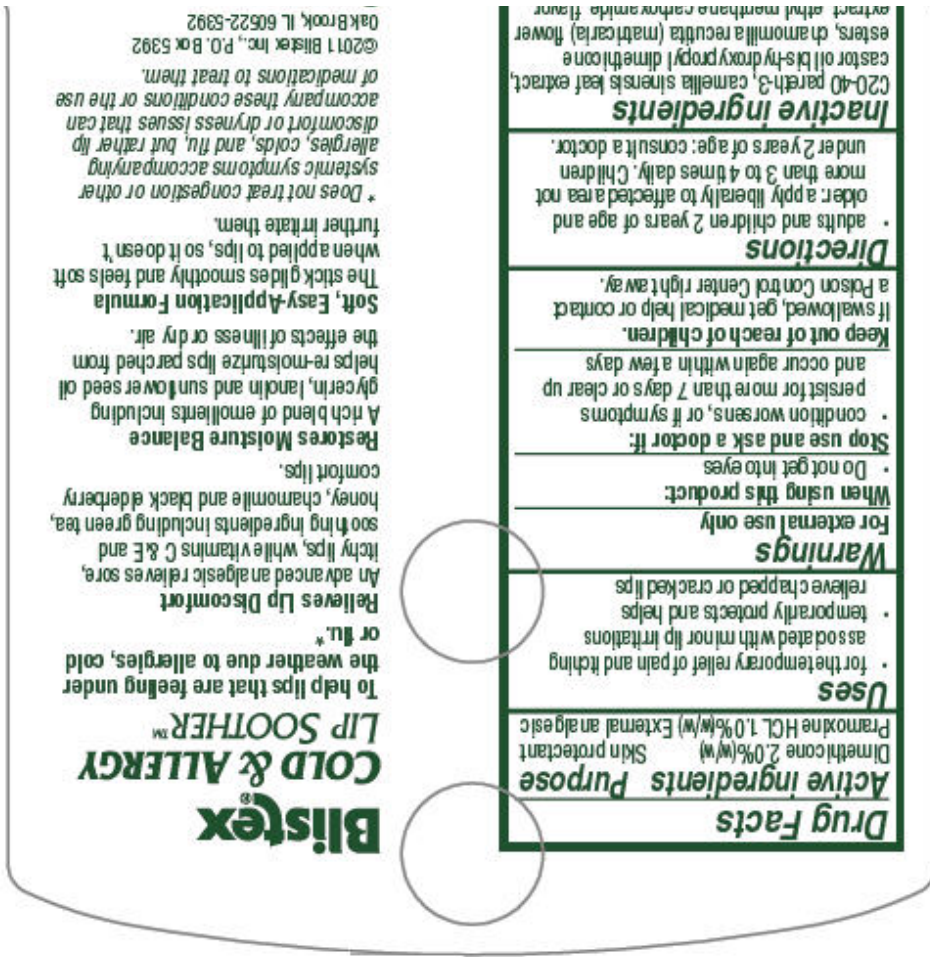 Drug Facts
Active ingredients Purpose
Dimethicone 2.0%(w/w) Skin protectant
Pramoxine HCL 1.0%(w/w) External analgesic
Uses
• for the temporary relief of pain and itching
associated with minor lip irritations
• temporarily protects and helps
relieve chapped or cracked lips
Warnings
For external use only
When using this product:
• Do not get into eyes
Stop use and ask a doctor if:
• condition worsens, or if symptoms
persist for more than 7 days or clear up
and occur again within a few days
Keep out of reach of children.
If swallowed, get medical help or contact
a Poison Control Center right away.
Directions
• adults and children 2 years of age and
older: apply liberally to affected area not
more than 3 to 4 times daily. Children
under 2 years of age: consult a doctor.
Inactive ingredients
C20-40 pareth-3, camellia sinensis leaf extract,
castor oil bis-hydroxypropyl dimethicone
esters, chamomilla recutita (matricaria) flower
extract, ethyl menthane carboxamide, flavor
Blistex®
COLD & ALLERGY
LIP SOOTHER™
To help lips that are feeling under
the weather due to allergies, cold
or flu.*
Relieves Lip Discomfort
An advanced analgesic relieves sore,
itchy lips, while vitamins C & E and
soothing ingredients including green tea,
honey, chamomile and black elderberry
comfort lips.
Restores Moisture Balance
A rich blend of emollients including
glycerin, lanolin and sunflower seed oil
helps re-moisturize lips parched from
the effects of illness or dry air.
Soft, Easy-Application Formula
The stick glides smoothly and feels soft
when applied to lips, so it doesn't
further irritate them.
* Does not treat congestion or other
systemic symptoms accompanying
allergies, colds, and flu, but rather lip
discomfort or dryness issues that can
accompany these conditions or the use
of medications to treat them.
©2011 Blistex Inc., P.O. Box 5392
Oak Brook, IL 60522-5392